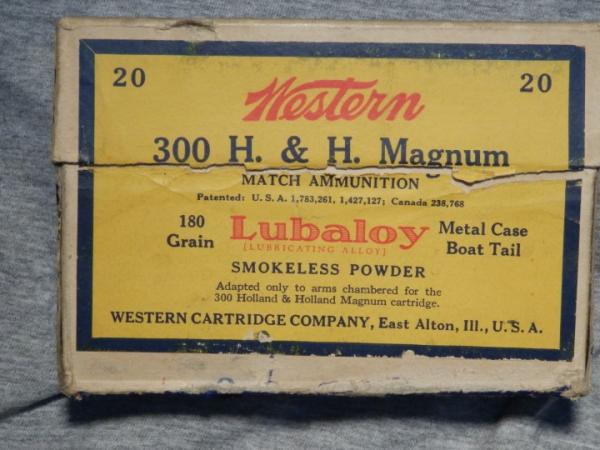 20 Western 20
300 H. & H. Magnum
MATCH AMMUNITION
Patented: U. S. A. 1,783,261, 1,427,127; Canada 238,768
180 Grain Lubaloy Metal Case Boat Tail
[LUBRICATING ALLOY]
SMOKELESS POWDER
Adapted only to arms chambered for the
300 Holland & Holland Magnum cartridge.
WESTERN CARTRIDGE COMPANY, East Alton, Ill., U. S. A.